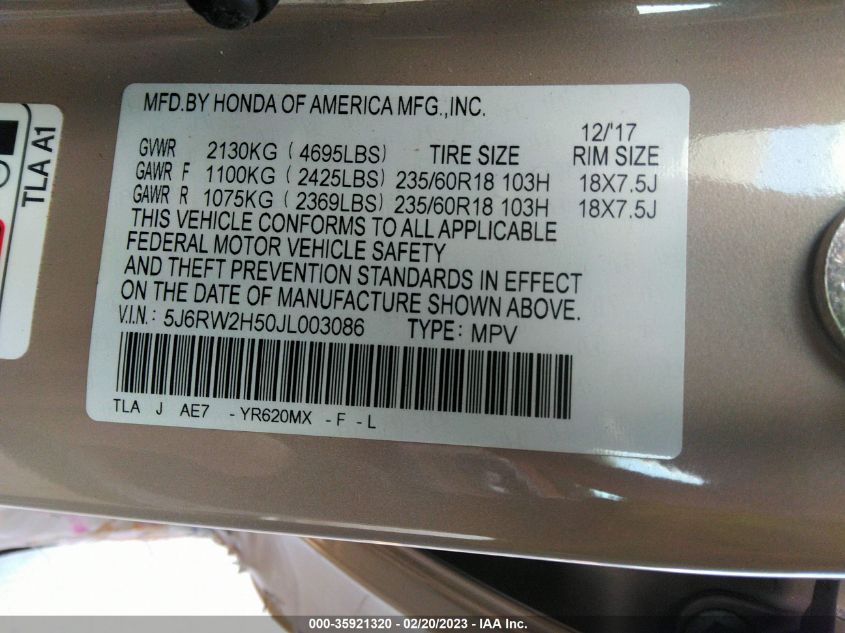 TLA A1
MFD.BY HONDA OF AMERICA MFG.,INC.
12/'17
GVWR 2130KG ( 4695LBS) TIRE SIZE RIM SIZE
GAWR F 1100KG ( 2425LBS) 235/60R18 103H 18X7.5J
GAWR R 1075KG ( 2369LBS) 235/60R18 103H 18X7.5J
THIS VEHICLE CONFORMS TO ALL APPLICABLE
FEDERAL MOTOR VEHICLE SAFETY
AND THEFT PREVENTION STANDARDS IN EFFECT
ON THE DATE OF MANUFACTURE SHOWN ABOVE.
V.I.N.: 5J6RW2H50JL003086 TYPE: MPV
TLA J AE7 -YR620MX -F -L
000-35921320 - 02/20/2023 - IAA Inc.